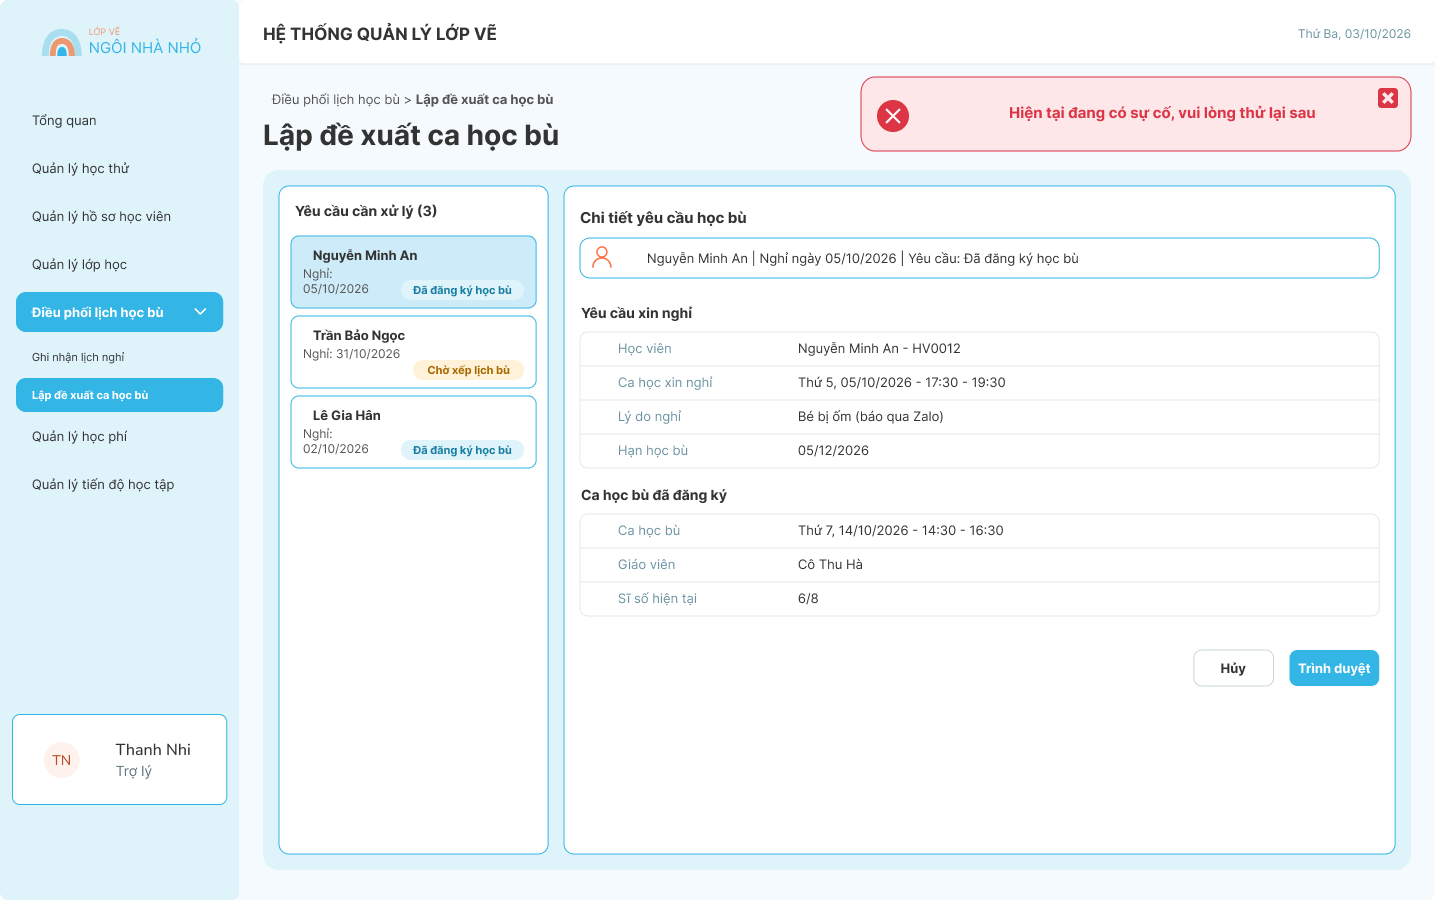 LỚP VẼ
NGÔI NHÀ NHỎ
HỆ THỐNG QUẢN LÝ LỚP VẼ
Thứ Ba, 03/10/2026
Tổng quan
Quản lý học thử
Quản lý hồ sơ học viên
Quản lý lớp học
Điều phối lịch học bù
Ghi nhận lịch nghỉ
Lập đề xuất ca học bù
Quản lý học phí
Quản lý tiến độ học tập
TN
Thanh Nhi
Trợ lý
Điều phối lịch học bù > Lập đề xuất ca học bù
Lập đề xuất ca học bù
Hiện tại đang có sự cố, vui lòng thử lại sau
Yêu cầu cần xử lý (3)
Nguyễn Minh An
Nghỉ:
05/10/2026
Đã đăng ký học bù
Trần Bảo Ngọc
Nghỉ: 31/10/2026
Chờ xếp lịch bù
Lê Gia Hân
Nghỉ:
02/10/2026
Đã đăng ký học bù
Chi tiết yêu cầu học bù
Nguyễn Minh An | Nghỉ ngày 05/10/2026 | Yêu cầu: Đã đăng ký học bù
Yêu cầu xin nghỉ
Học viên Nguyễn Minh An - HV0012
Ca học xin nghỉ Thứ 5, 05/10/2026 - 17:30 - 19:30
Lý do nghỉ Bé bị ốm (báo qua Zalo)
Hạn học bù 05/12/2026
Ca học bù đã đăng ký
Ca học bù Thứ 7, 14/10/2026 - 14:30 - 16:30
Giáo viên Cô Thu Hà
Sĩ số hiện tại 6/8
Hủy
Trình duyệt